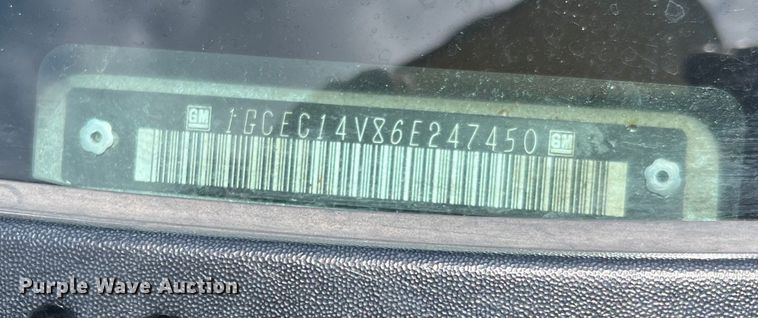 GM 1GCEC14V86E247450 GM
Purple Wave Auction